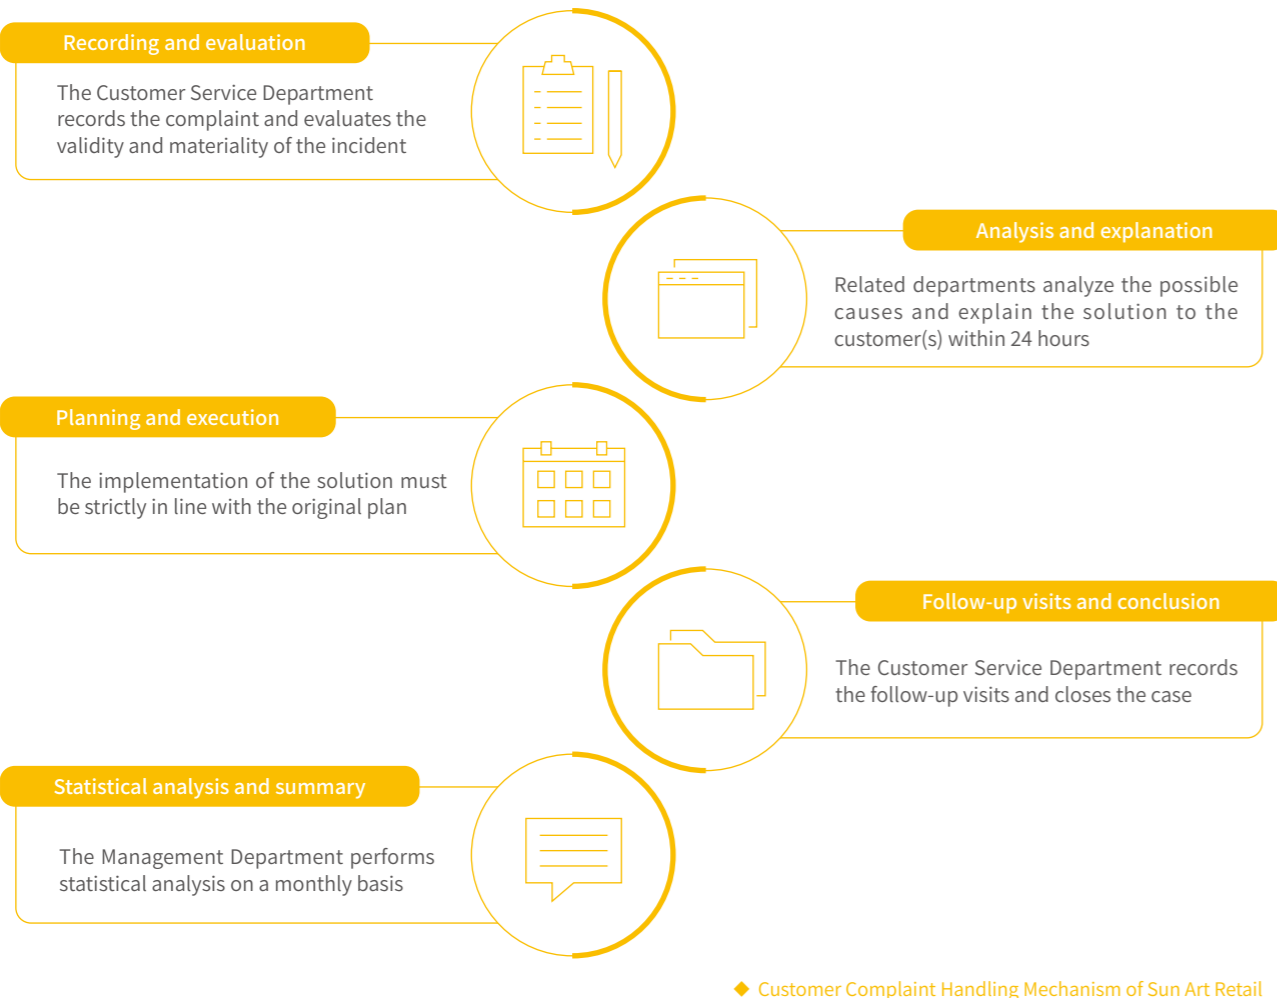 Recording and evaluation
The Customer Service Department
records the complaint and evaluates the
validity and materiality of the incident
Analysis and explanation
Related departments analyze the possible
causes and explain the solution to the
customer(s) within 24 hours
Planning and execution
The implementation of the solution must
be strictly in line with the original plan
Follow-up visits and conclusion
The Customer Service Department records
the follow-up visits and closes the case
Statistical analysis and summary
The Management Department performs
statistical analysis on a monthly basis
◆ Customer Complaint Handling Mechanism of Sun Art Retail